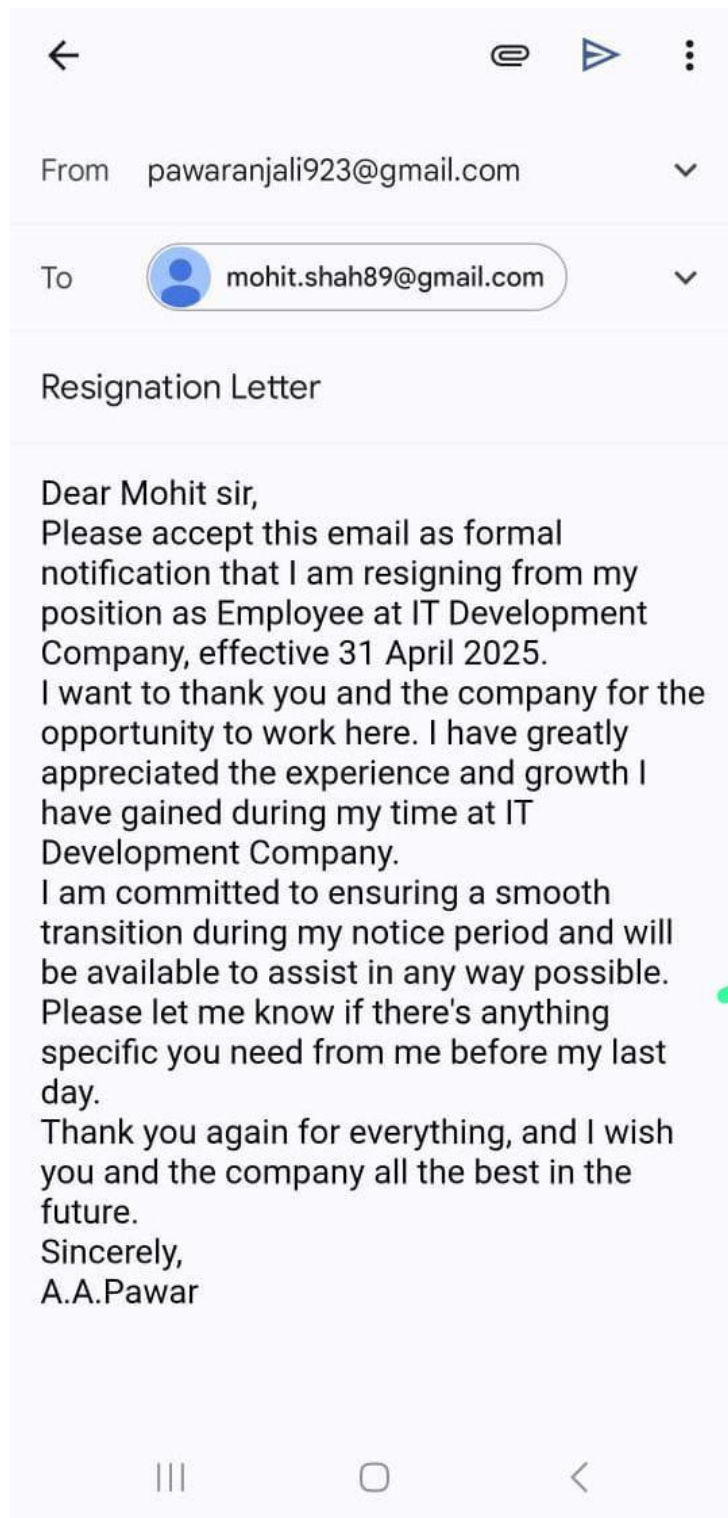 From pawaranjali923@gmail.com
To mohit.shah89@gmail.com
Resignation Letter
Dear Mohit sir,
Please accept this email as formal
notification that I am resigning from my
position as Employee at IT Development
Company, effective 31 April 2025.
I want to thank you and the company for the
opportunity to work here. I have greatly
appreciated the experience and growth I
have gained during my time at IT
Development Company.
I am committed to ensuring a smooth
transition during my notice period and will
be available to assist in any way possible.
Please let me know if there's anything
specific you need from me before my last
day.
Thank you again for everything, and I wish
you and the company all the best in the
future.
Sincerely,
A.A.Pawar